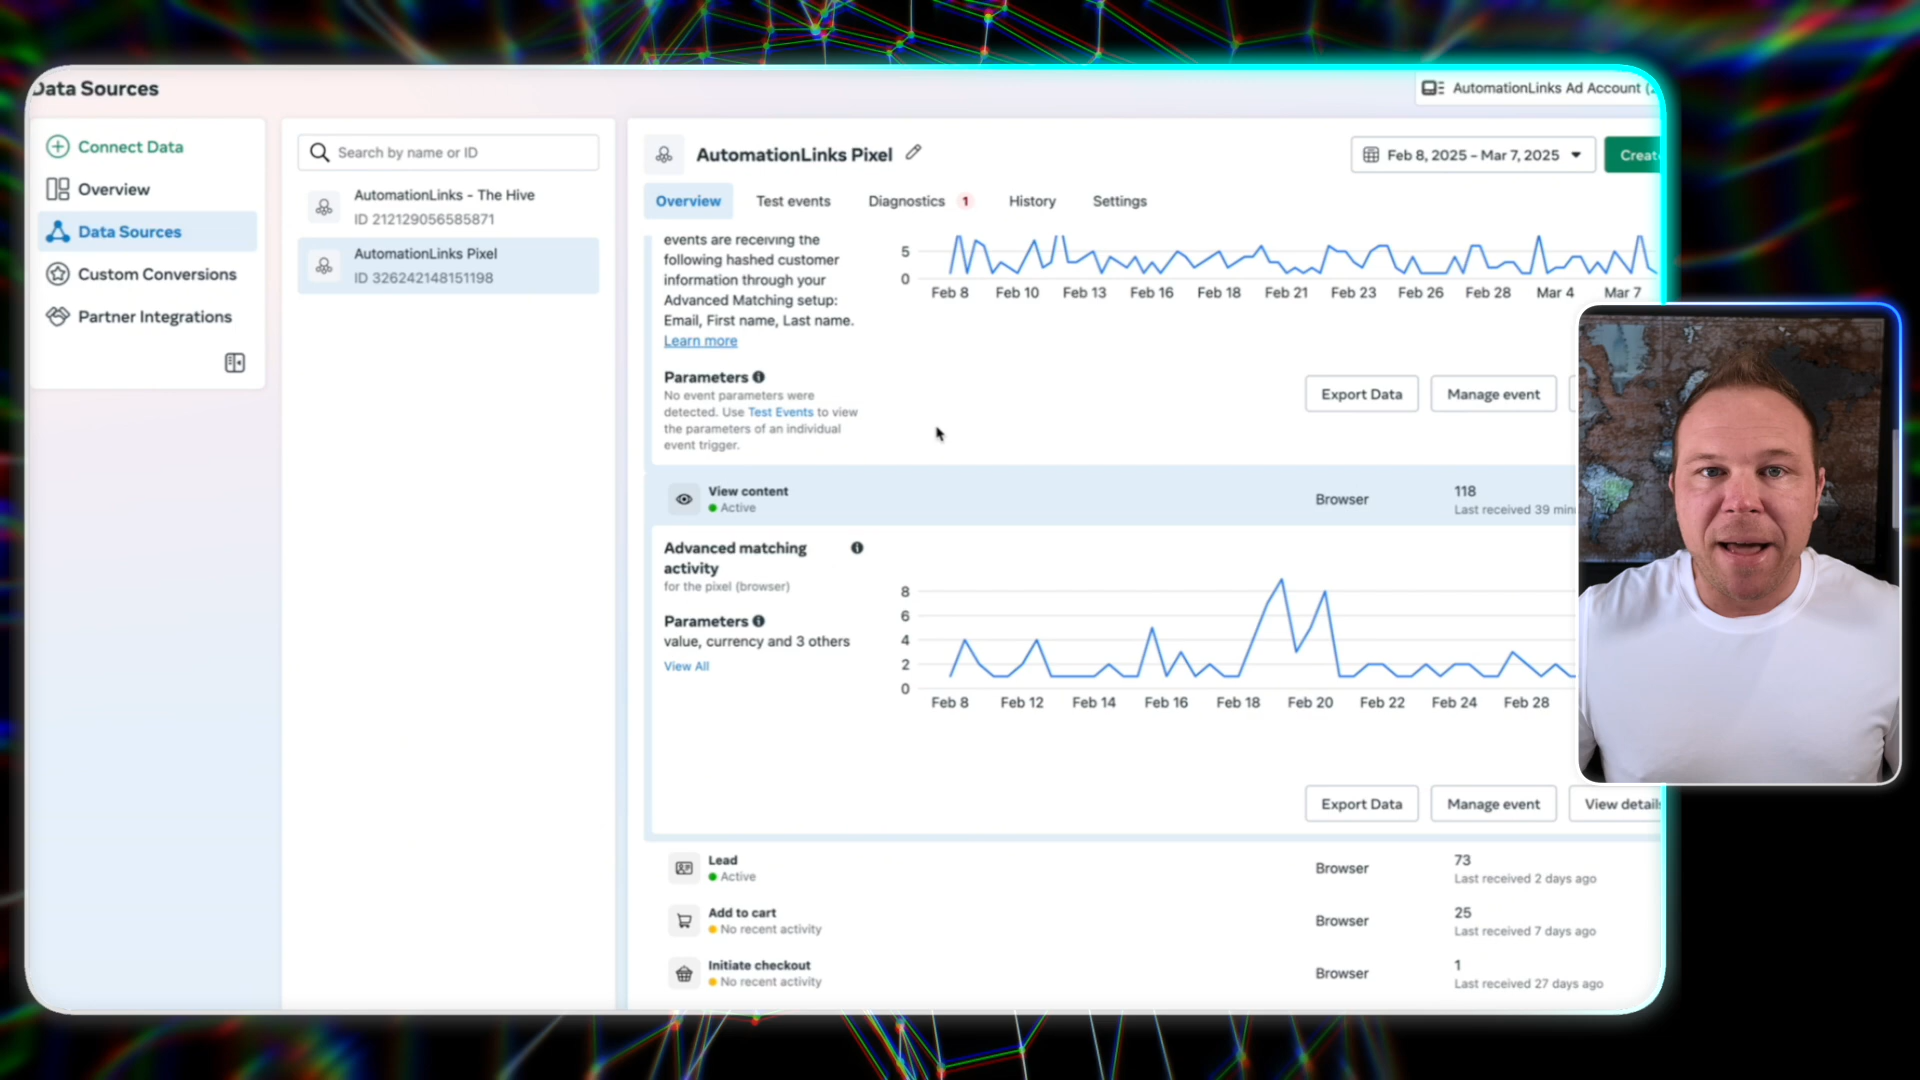 Data Sources
AutomationLinks Ad Account (
Connect Data
Overview
Data Sources
Custom Conversions
Partner Integrations
Search by name or ID
AutomationLinks - The Hive
ID 212129056585871
AutomationLinks Pixel
ID 326242148151198
AutomationLinks Pixel
Feb 8, 2025 - Mar 7, 2025
Create
Overview
Test events
Diagnostics 1
History
Settings
events are receiving the
following hashed customer
information through your
Advanced Matching setup:
Email, First name, Last name.
Learn more
5
0
Feb 8 Feb 10 Feb 13 Feb 16 Feb 18 Feb 21 Feb 23 Feb 26 Feb 28 Mar 4 Mar 7
Parameters
No event parameters were
detected. Use Test Events to view
the parameters of an individual
event trigger.
Export Data
Manage event
View content
Active
Browser
118
Last received 39 min
Advanced matching
activity
for the pixel (browser)
Parameters
value, currency and 3 others
View All
8
6
4
2
0
Feb 8 Feb 12 Feb 14 Feb 16 Feb 18 Feb 20 Feb 22 Feb 24 Feb 28
Export Data
Manage event
View details
Lead
Active
Browser
73
Last received 2 days ago
Add to cart
No recent activity
Browser
25
Last received 7 days ago
Initiate checkout
No recent activity
Browser
1
Last received 27 days ago